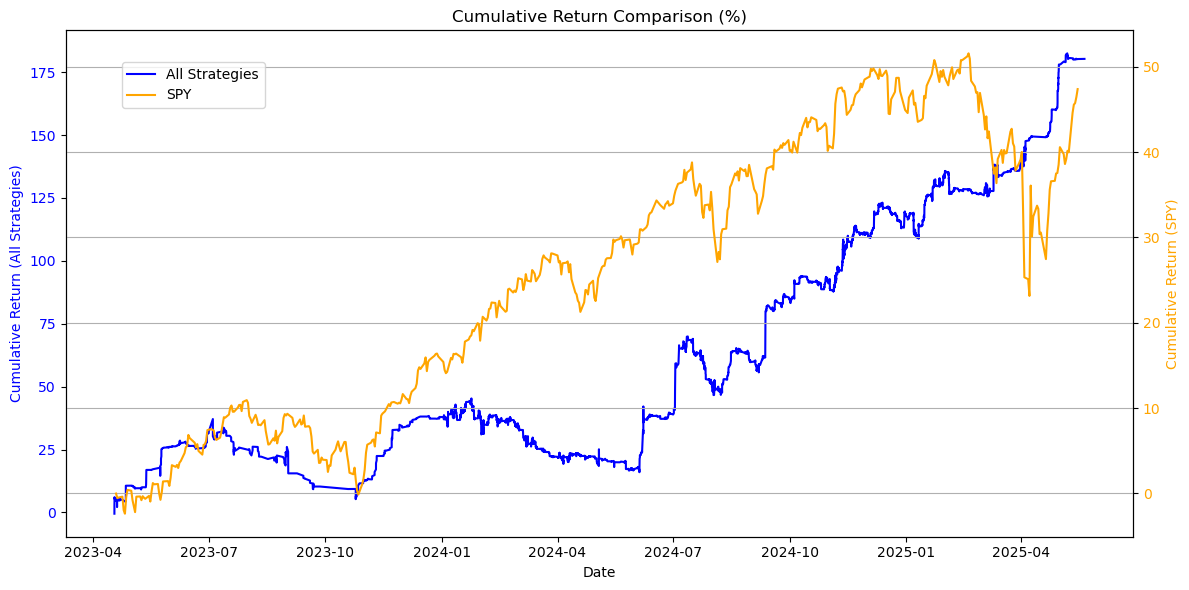 Cumulative Return Comparison (%)
All Strategies
SPY
Cumulative Return (All Strategies)
175
150
125
100
75
50
25
0
50
40
30
20
10
0
Cumulative Return (SPY)
2023-04 2023-07 2023-10 2024-01 2024-04 2024-07 2024-10 2025-01 2025-04
Date